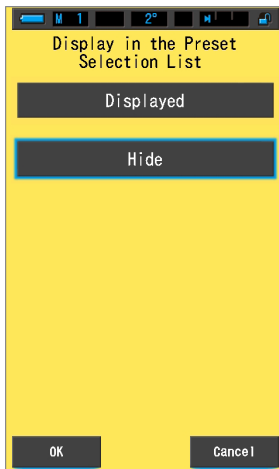 M 1 2°
Display in the Preset
Selection List
Displayed
Hide
OK Cancel